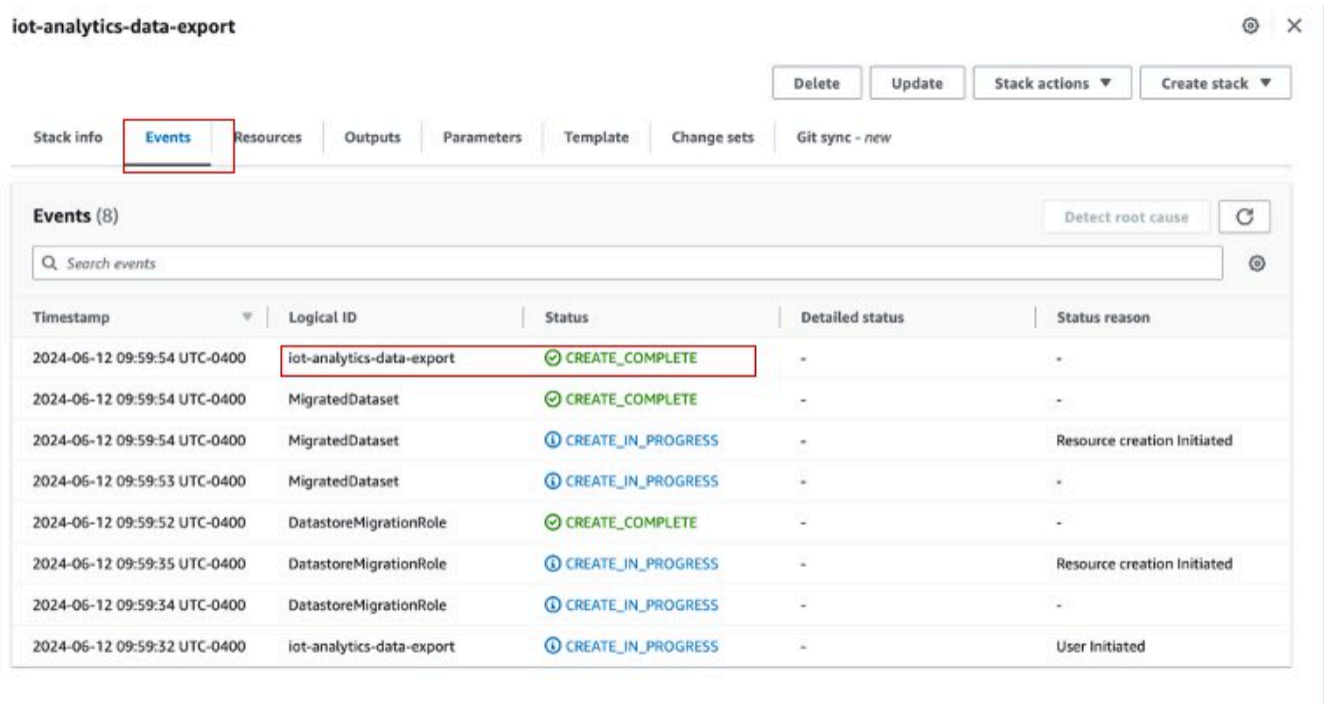 iot-analytics-data-export
Delete Update Stack actions Create stack
Stack info Events Resources Outputs Parameters Template Change sets Git sync - new
Events (8) Detect root cause
Search events
Timestamp Logical ID Status Detailed status Status reason
2024-06-12 09:59:54 UTC-0400 iot-analytics-data-export CREATE_COMPLETE - -
2024-06-12 09:59:54 UTC-0400 MigratedDataset CREATE_COMPLETE - -
2024-06-12 09:59:54 UTC-0400 MigratedDataset CREATE_IN_PROGRESS - Resource creation Initiated
2024-06-12 09:59:53 UTC-0400 MigratedDataset CREATE_IN_PROGRESS - -
2024-06-12 09:59:52 UTC-0400 DatastoreMigrationRole CREATE_COMPLETE - -
2024-06-12 09:59:35 UTC-0400 DatastoreMigrationRole CREATE_IN_PROGRESS - Resource creation Initiated
2024-06-12 09:59:34 UTC-0400 DatastoreMigrationRole CREATE_IN_PROGRESS - -
2024-06-12 09:59:32 UTC-0400 iot-analytics-data-export CREATE_IN_PROGRESS - User Initiated